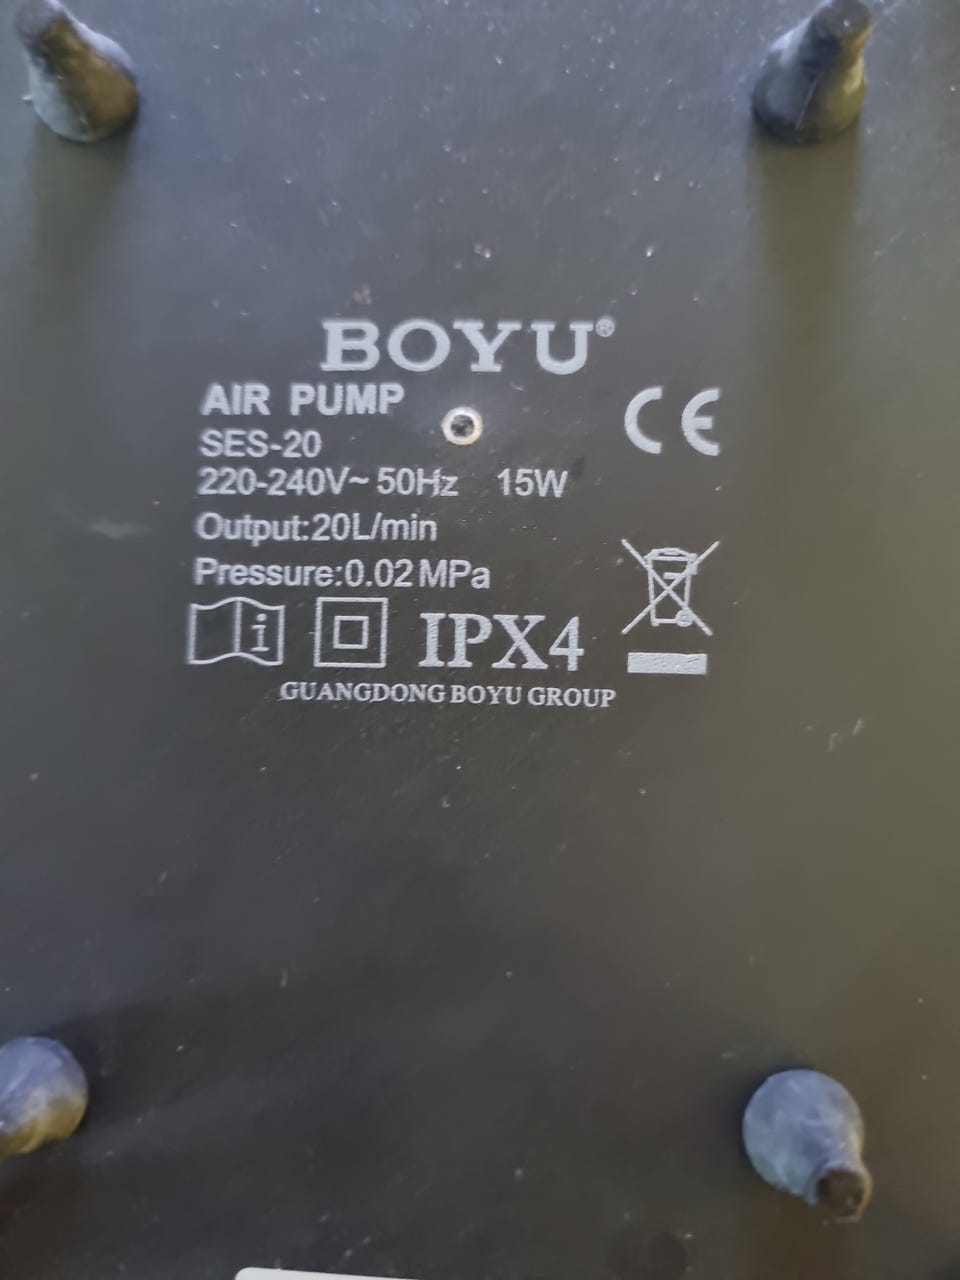 BOYU®
AIR PUMP
SES-20
220-240V~ 50Hz 15W
Output:20L/min
Pressure:0.02 MPa
CE
i
IPX4
GUANGDONG BOYU GROUP